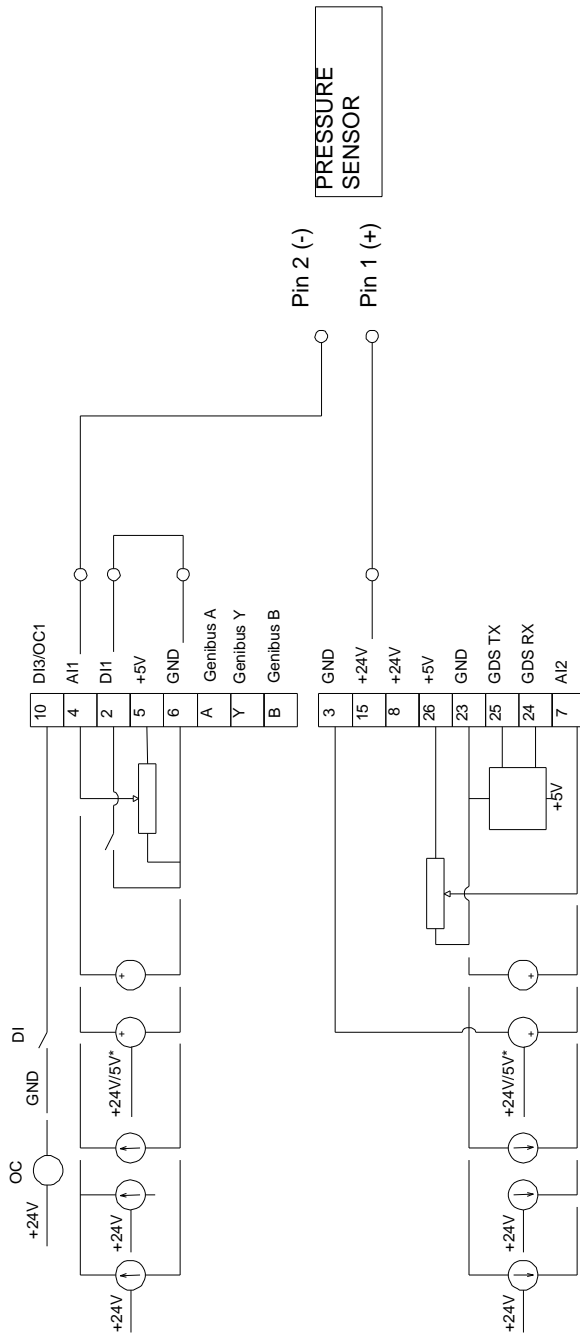 PRESSURE
SENSOR
Pin 2 (-)
Pin 1 (+)
10 DI3/OC1
4 AI1
2 DI1
5 +5V
6 GND
A Genibus A
Y Genibus Y
B Genibus B
3 GND
15 +24V
8 +24V
26 +5V
23 GND
25 GDS TX
24 GDS RX
7 AI2
+5V
DI
GND
OC
+24V
+
+
+24V/5V*
+24V
+24V
+
+
+24V/5V*
+24V
+24V